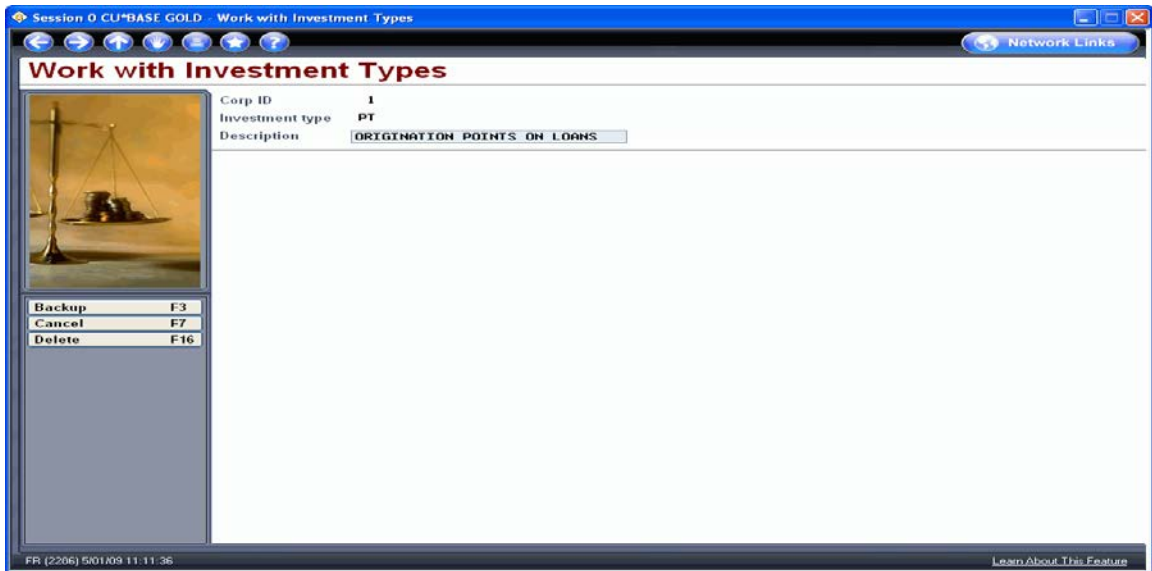 Session 0 CU*BASE GOLD - Work with Investment Types
Network Links
Work with Investment Types
Corp ID 1
Investment type PT
Description ORIGINATION POINTS ON LOANS
Backup F3
Cancel F7
Delete F16
FR (2206) 5/01/09 11:11:36
Learn About This Feature